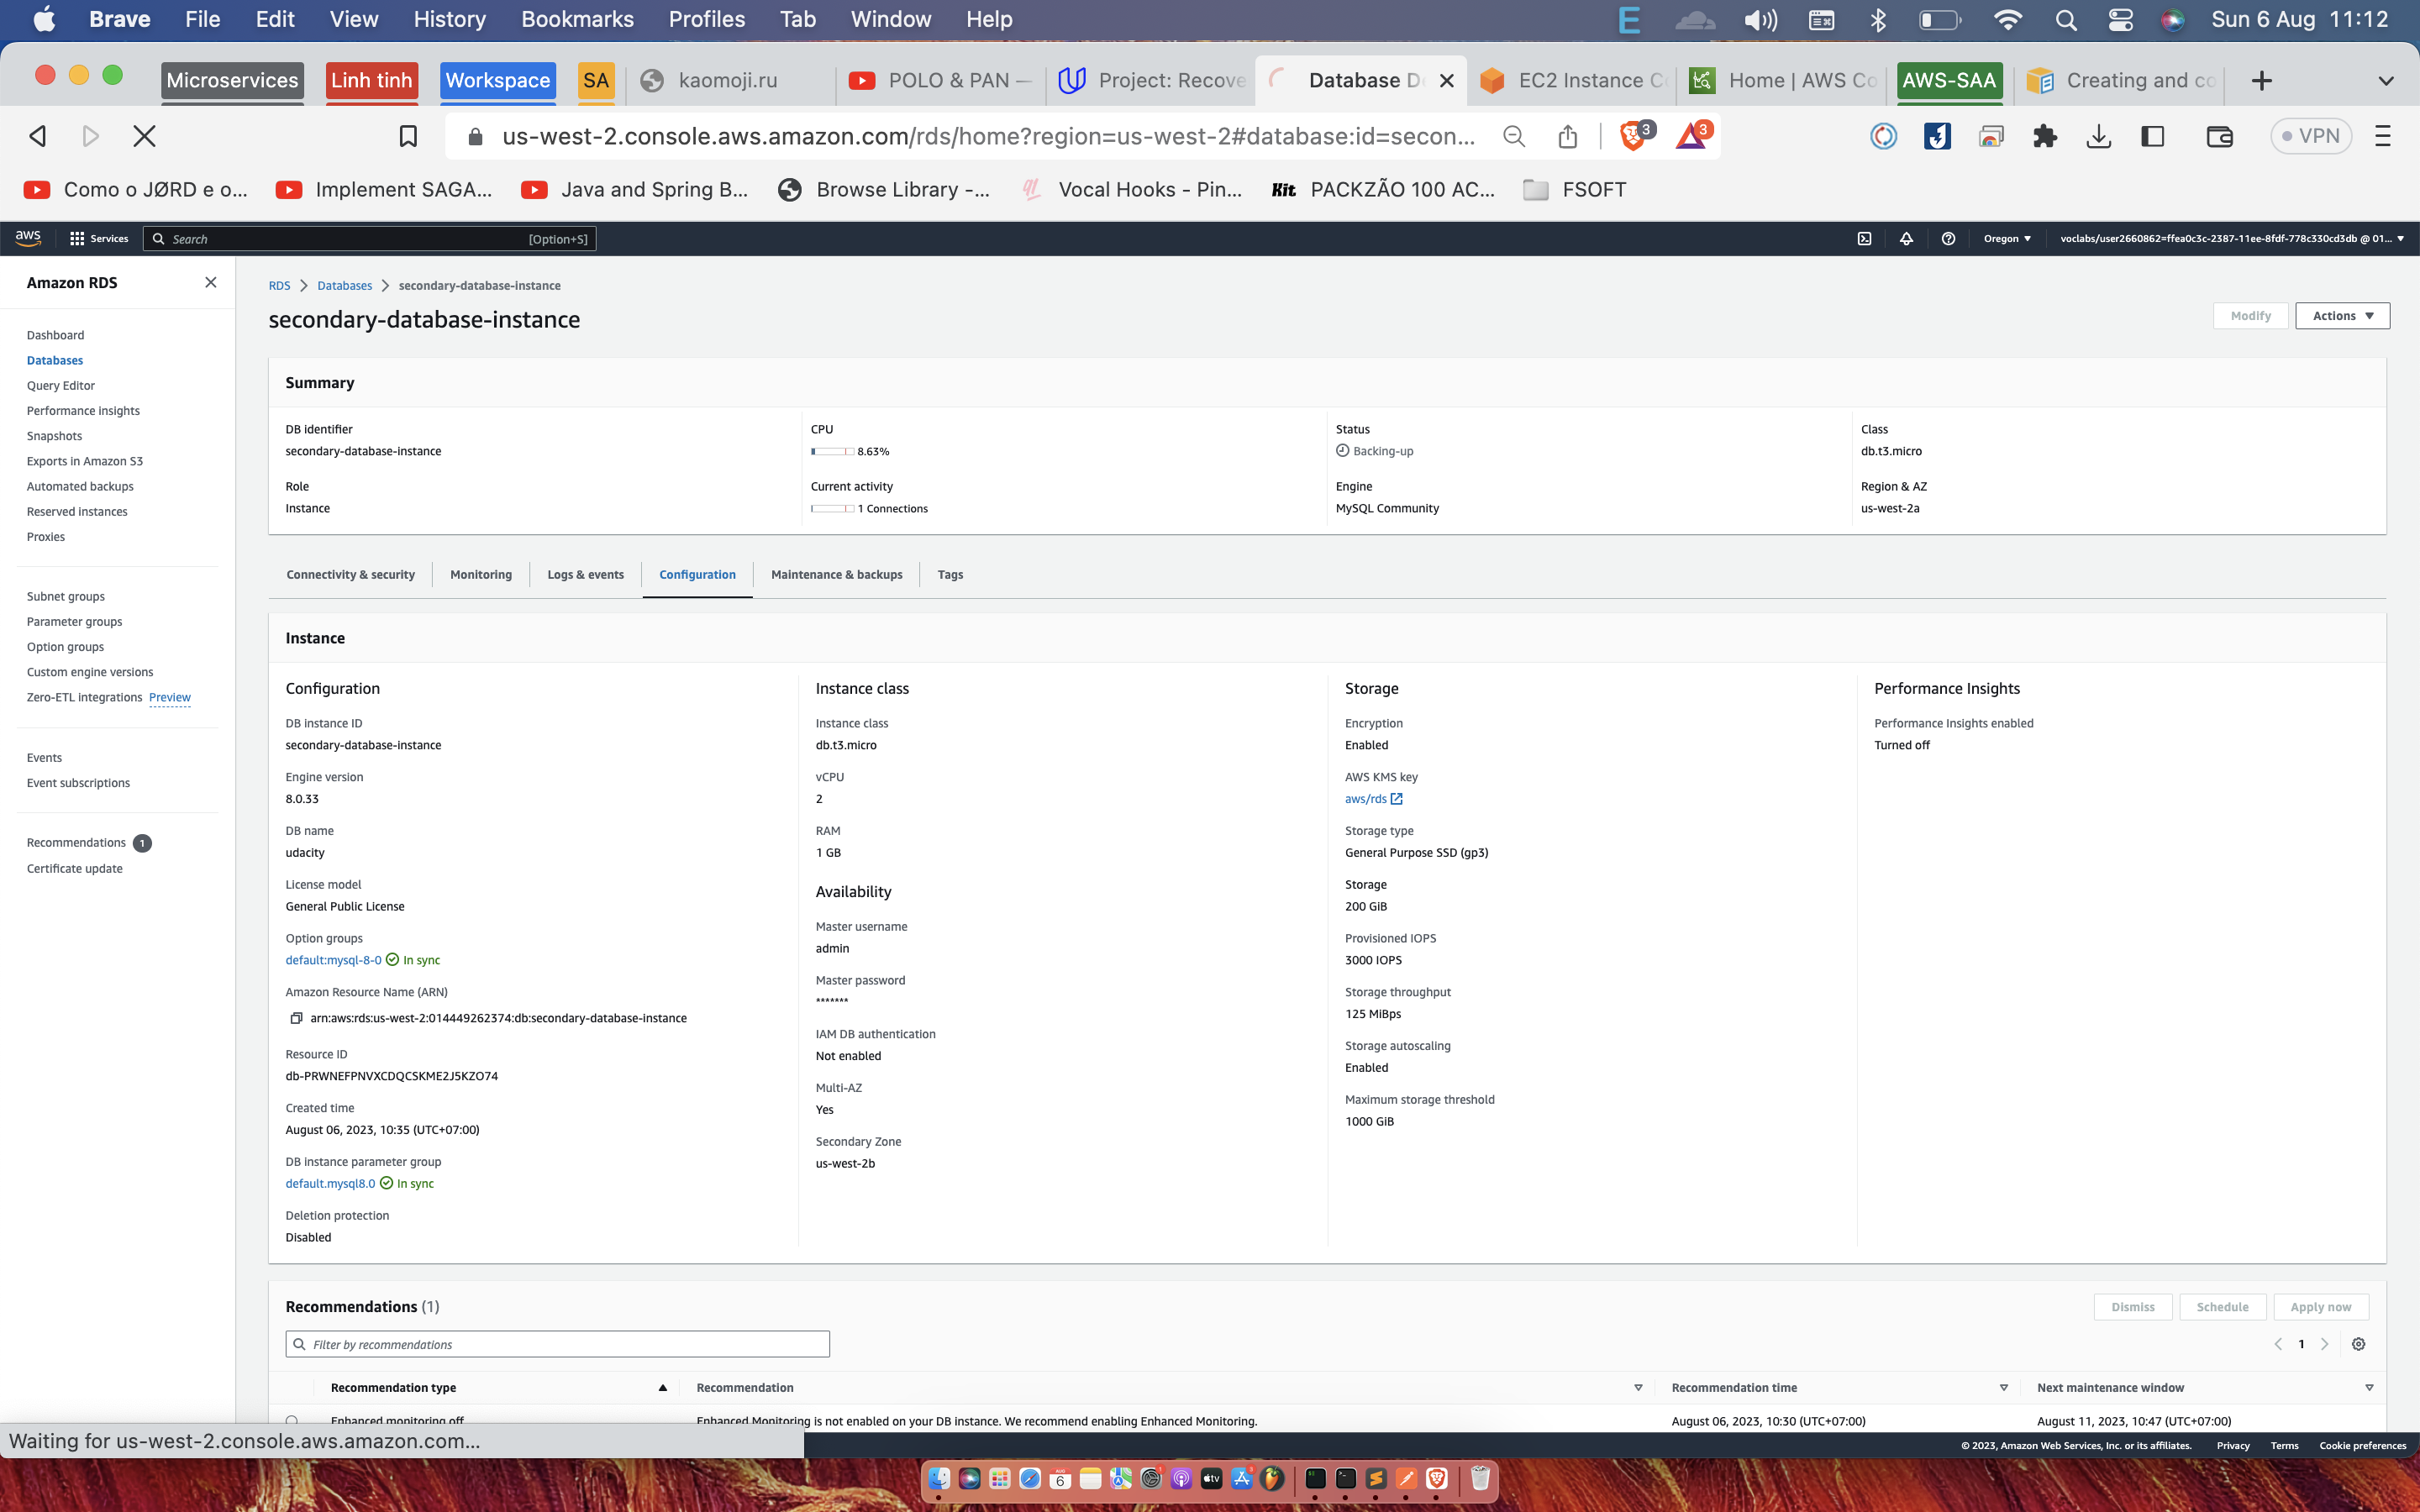 Brave File Edit View History Bookmarks Profiles Tab Window Help Sun 6 Aug 11:12
Microservices Linh tinh Workspace SA kaomoji.ru POLO & PAN — Project: Recove Database De EC2 Instance Co Home | AWS Co AWS-SAA Creating and co
us-west-2.console.aws.amazon.com/rds/home?region=us-west-2#database:id=secon... 3 3 VPN
Como o JØRD e o... Implement SAGA... Java and Spring B... Browse Library -... Vocal Hooks - Pin... Kit PACKZÃO 100 AC... FSOFT
aws Services Search [Option+S] Oregon ▼ voclabs/user2660862=ffea0c3c-2387-11ee-8fdf-778c330cd3db @ 01... ▼
Amazon RDS
Dashboard
Databases
Query Editor
Performance insights
Snapshots
Exports in Amazon S3
Automated backups
Reserved instances
Proxies
Subnet groups
Parameter groups
Option groups
Custom engine versions
Zero-ETL integrations Preview
Events
Event subscriptions
Recommendations 1
Certificate update
RDS > Databases > secondary-database-instance
secondary-database-instance
Modify Actions ▼
Summary
DB identifier
secondary-database-instance
Role
Instance
CPU
8.63%
Current activity
1 Connections
Status
Backing-up
Engine
MySQL Community
Class
db.t3.micro
Region & AZ
us-west-2a
Connectivity & security Monitoring Logs & events Configuration Maintenance & backups Tags
Instance
Configuration
DB instance ID
secondary-database-instance
Engine version
8.0.33
DB name
udacity
License model
General Public License
Option groups
default:mysql-8-0 In sync
Amazon Resource Name (ARN)
arn:aws:rds:us-west-2:014449262374:db:secondary-database-instance
Resource ID
db-PRWNEFPNVXCDQCSKME2J5KZO74
Created time
August 06, 2023, 10:35 (UTC+07:00)
DB instance parameter group
default.mysql8.0 In sync
Deletion protection
Disabled
Instance class
Instance class
db.t3.micro
vCPU
2
RAM
1 GB
Availability
Master username
admin
Master password
*******
IAM DB authentication
Not enabled
Multi-AZ
Yes
Secondary Zone
us-west-2b
Storage
Encryption
Enabled
AWS KMS key
aws/rds
Storage type
General Purpose SSD (gp3)
Storage
200 GiB
Provisioned IOPS
3000 IOPS
Storage throughput
125 MiBps
Storage autoscaling
Enabled
Maximum storage threshold
1000 GiB
Performance Insights
Performance Insights enabled
Turned off
Recommendations (1)
Dismiss Schedule Apply now
Filter by recommendations
1
Recommendation type Recommendation Recommendation time Next maintenance window
Enhanced monitoring off Enhanced Monitoring is not enabled on your DB instance. We recommend enabling Enhanced Monitoring. August 06, 2023, 10:30 (UTC+07:00) August 11, 2023, 10:47 (UTC+07:00)
Waiting for us-west-2.console.aws.amazon.com...
© 2023, Amazon Web Services, Inc. or its affiliates. Privacy Terms Cookie preferences